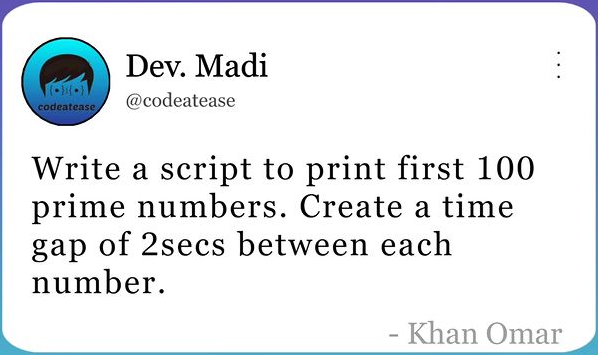 Dev. Madi
@codeatease
codeatease
Write a script to print first 100
prime numbers. Create a time
gap of 2secs between each
number.
- Khan Omar